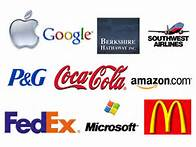 Google
BERKSHIRE
HATHAWAY INC.
SOUTHWEST
AIRLINES
P&G
Coca-Cola
amazon.com
FedEx
Microsoft